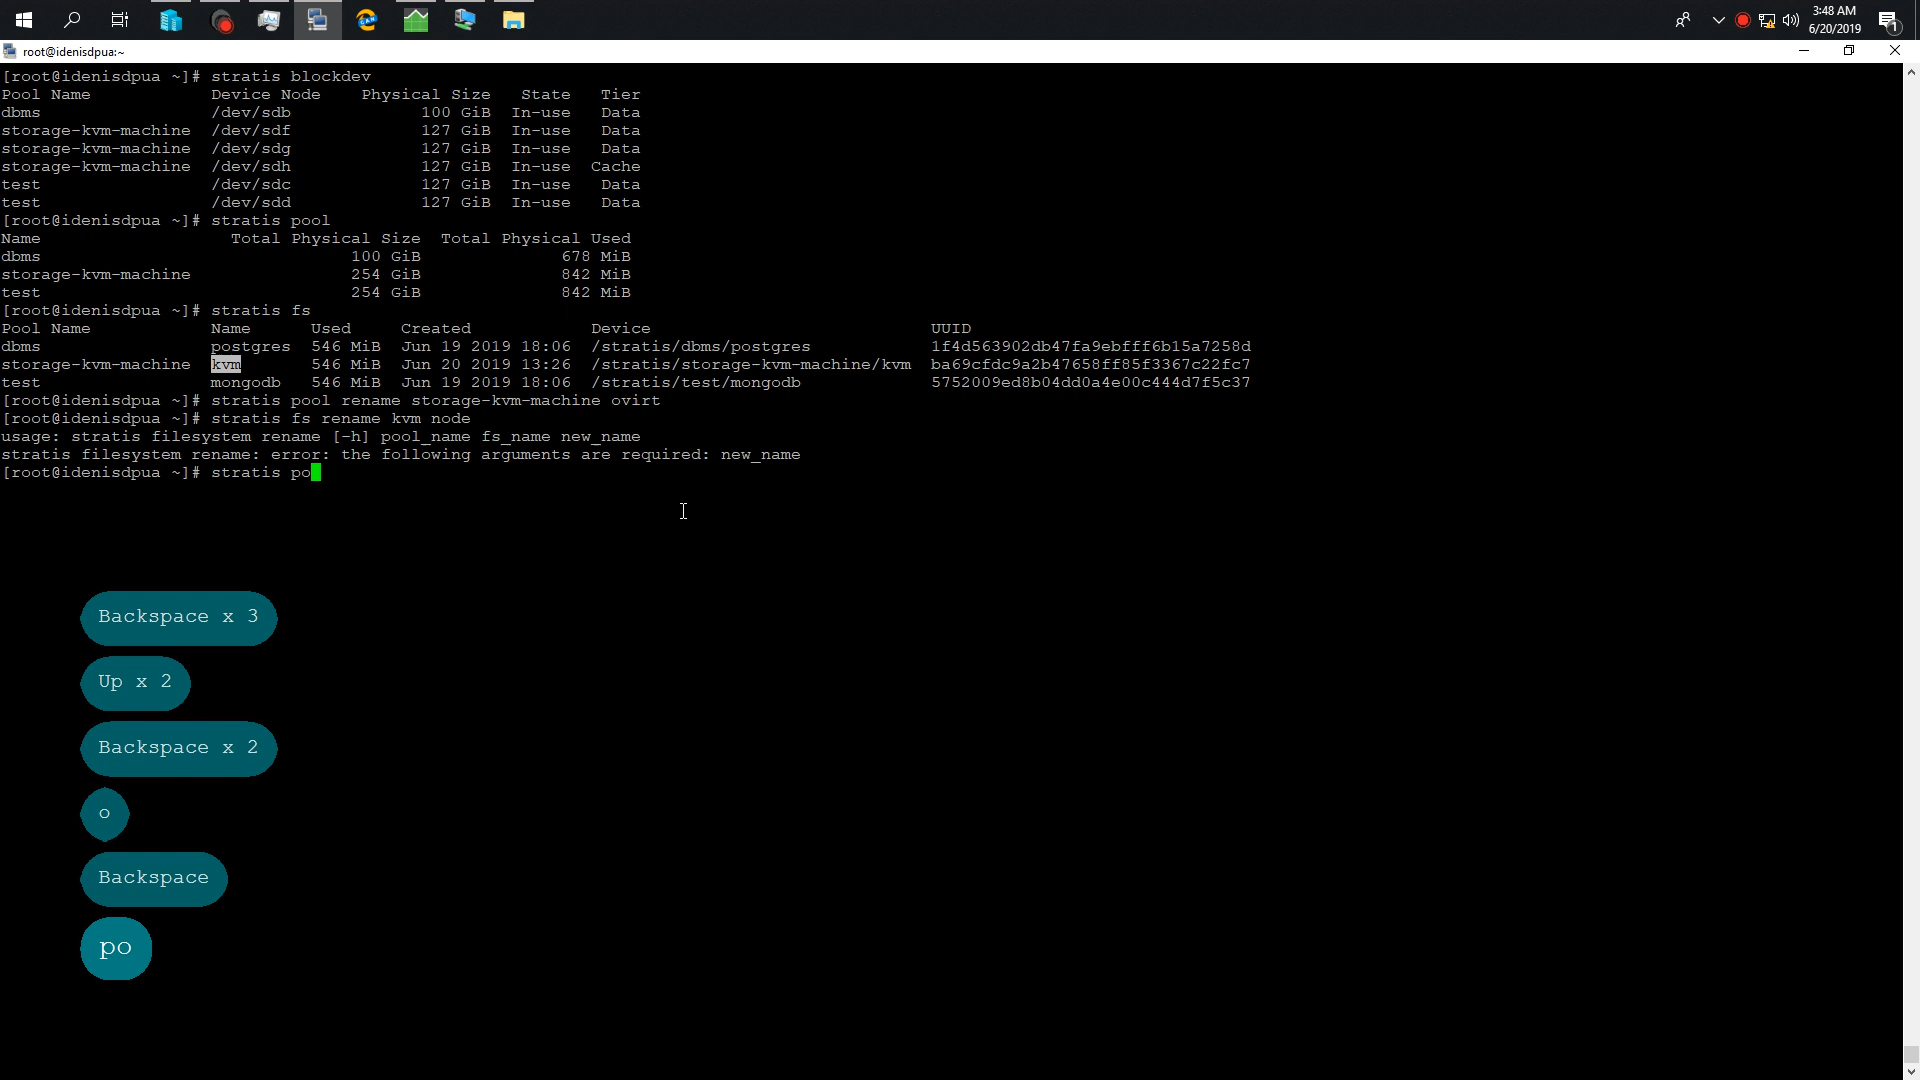 3:48 AM
6/20/2019
1
root@idenisdpua:~
[root@idenisdpua ~]# stratis blockdev
Pool Name Device Node Physical Size State Tier
dbms /dev/sdb 100 GiB In-use Data
storage-kvm-machine /dev/sdf 127 GiB In-use Data
storage-kvm-machine /dev/sdg 127 GiB In-use Data
storage-kvm-machine /dev/sdh 127 GiB In-use Cache
test /dev/sdc 127 GiB In-use Data
test /dev/sdd 127 GiB In-use Data
[root@idenisdpua ~]# stratis pool
Name Total Physical Size Total Physical Used
dbms 100 GiB 678 MiB
storage-kvm-machine 254 GiB 842 MiB
test 254 GiB 842 MiB
[root@idenisdpua ~]# stratis fs
Pool Name Name Used Created Device UUID
dbms postgres 546 MiB Jun 19 2019 18:06 /stratis/dbms/postgres 1f4d563902db47fa9ebfff6b15a7258d
storage-kvm-machine kvm 546 MiB Jun 20 2019 13:26 /stratis/storage-kvm-machine/kvm ba69cfdc9a2b47658ff85f3367c22fc7
test mongodb 546 MiB Jun 19 2019 18:06 /stratis/test/mongodb 5752009ed8b04dd0a4e00c444d7f5c37
[root@idenisdpua ~]# stratis pool rename storage-kvm-machine ovirt
[root@idenisdpua ~]# stratis fs rename kvm node
usage: stratis filesystem rename [-h] pool_name fs_name new_name
stratis filesystem rename: error: the following arguments are required: new_name
[root@idenisdpua ~]# stratis po
Backspace x 3
Up x 2
Backspace x 2
o
Backspace
po